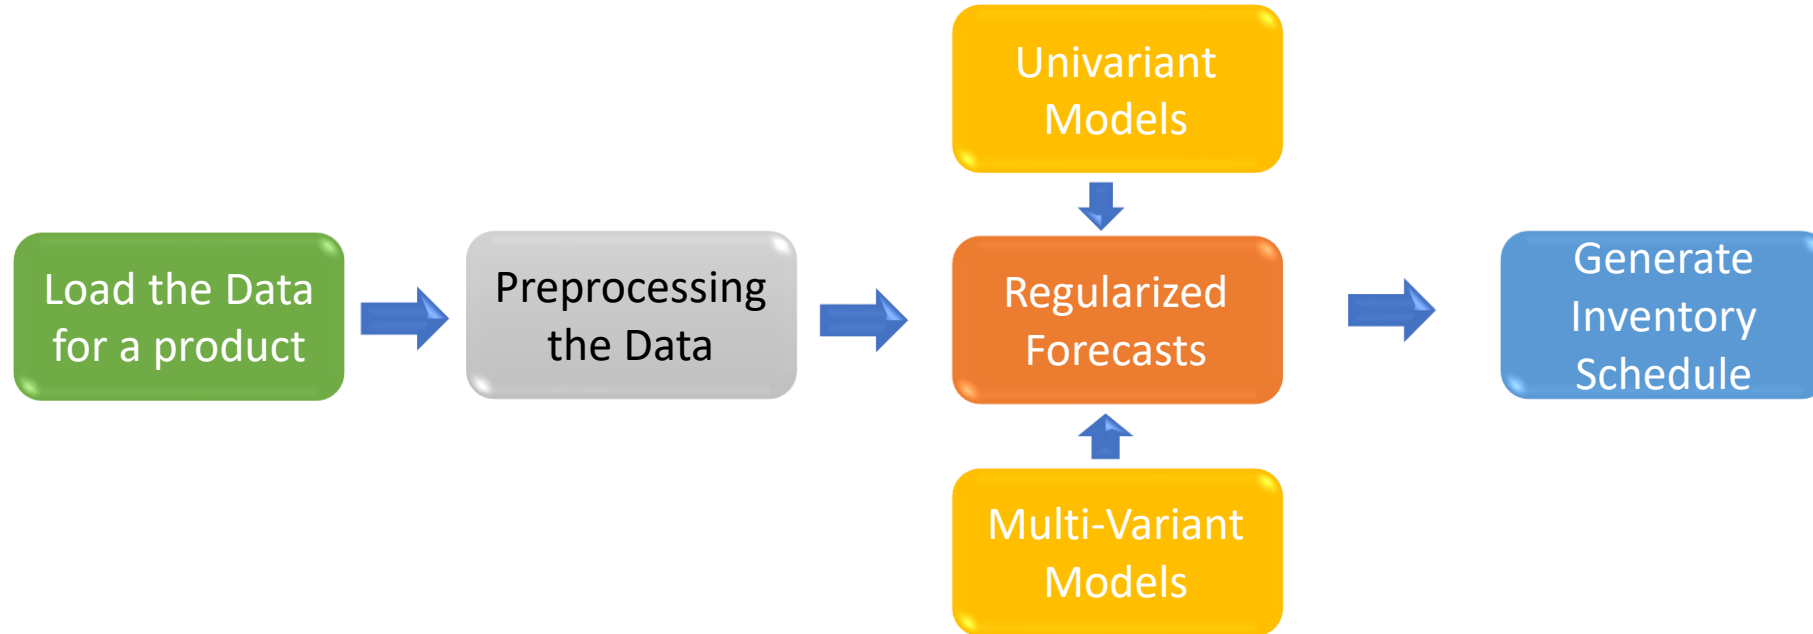 Univariant
Models
Load the Data
for a product
Preprocessing
the Data
Regularized
Forecasts
Generate
Inventory
Schedule
Multi-Variant
Models